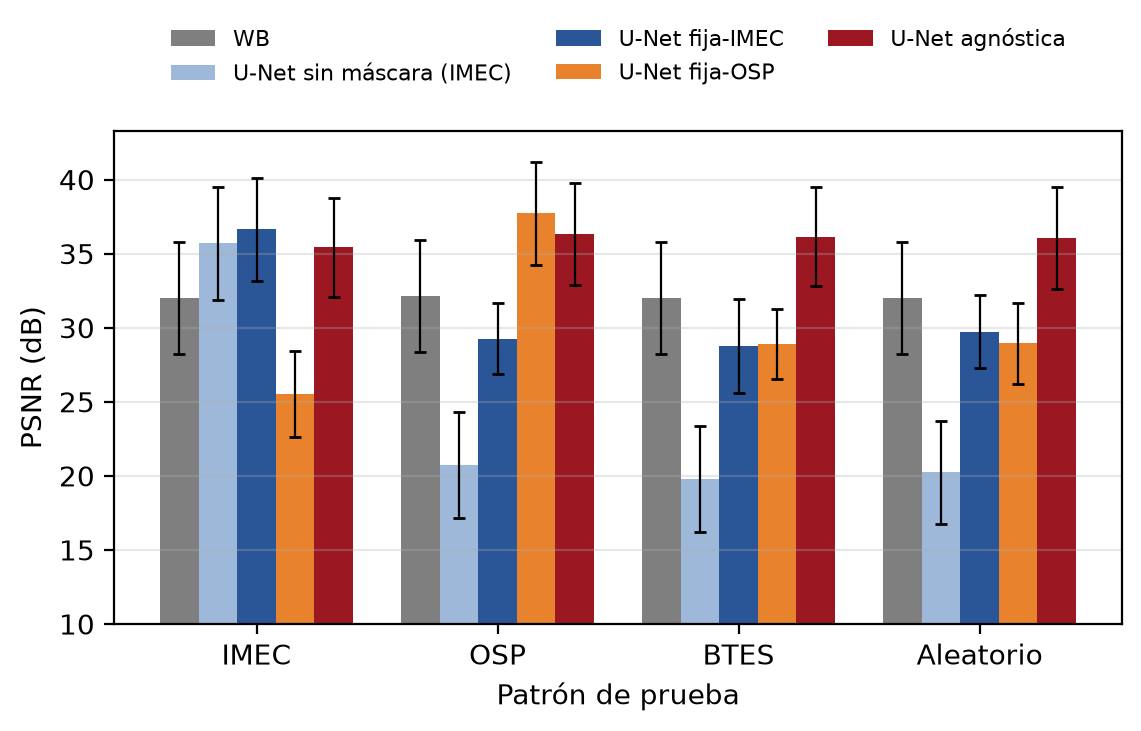 WB
U-Net sin máscara (IMEC)
U-Net fija-IMEC
U-Net fija-OSP
U-Net agnóstica
PSNR (dB)
40
35
30
25
20
15
10
IMEC
OSP
BTES
Aleatorio
Patrón de prueba